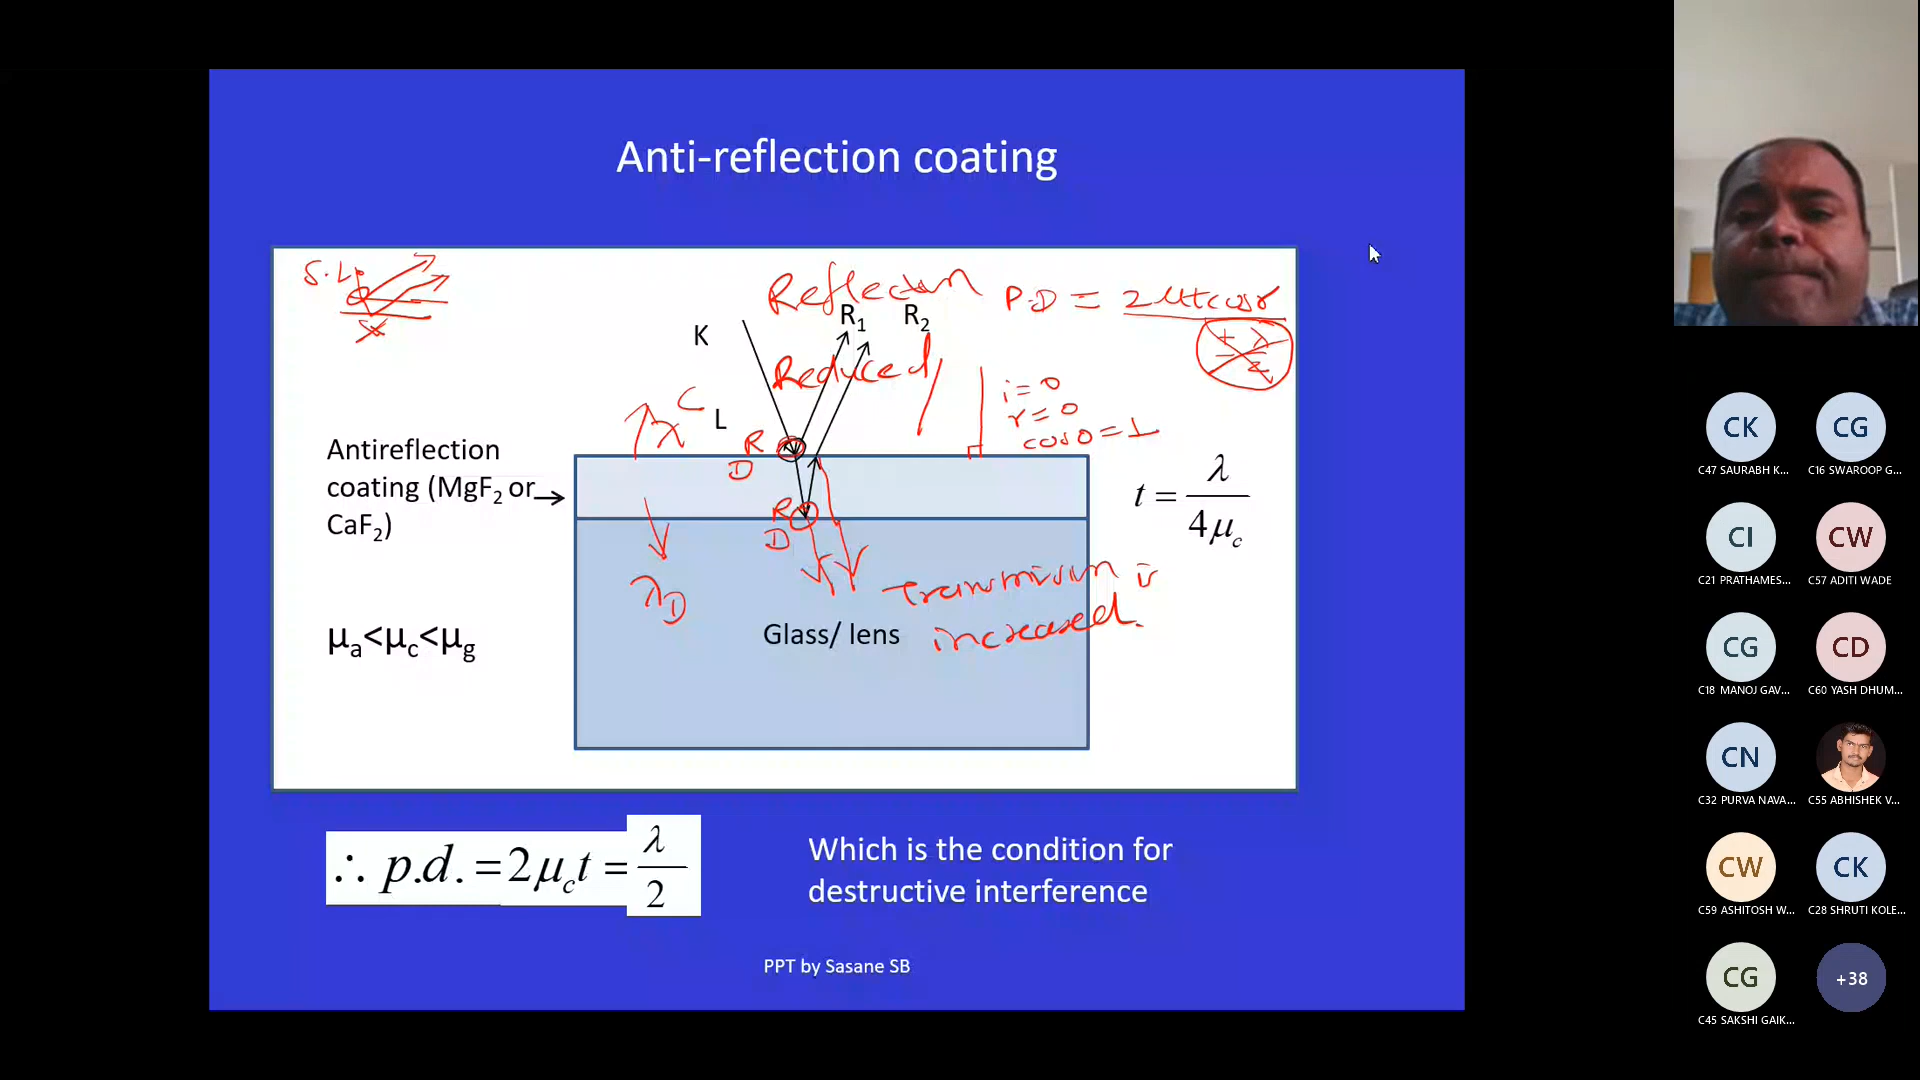 Anti-reflection coating
S.L
Reflection
P.D = 2μt cos r
± λ/2
K
R₁ R₂
Reduced
i = 0
r = 0
cos 0 = 1
λ C
L
R
D
Antireflection
coating (MgF₂ or
CaF₂)
t = λ/4μc
R
D
λD
Transmission is
increased.
μa<μc<μg
Glass/ lens
∴ p.d. = 2μct = λ/2
Which is the condition for
destructive interference
PPT by Sasane SB
CK
C47 SAURABH K...
CG
C16 SWAROOP G...
CI
C21 PRATHAMES...
CW
C57 ADITI WADE
CG
C18 MANOJ GAV...
CD
C60 YASH DHUM...
CN
C32 PURVA NAVA...
C55 ABHISHEK V...
CW
C59 ASHITOSH W...
CK
C28 SHRUTI KOLE...
CG
C45 SAKSHI GAIK...
+38